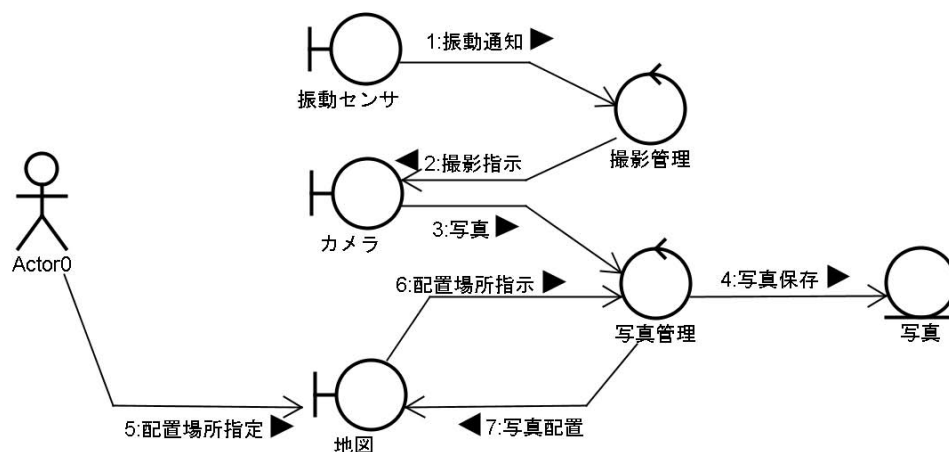 1:振動通知
振動センサ
撮影管理
2:撮影指示
カメラ
3:写真
Actor0
6:配置場所指示
4:写真保存
写真管理
写真
5:配置場所指定
7:写真配置
地図